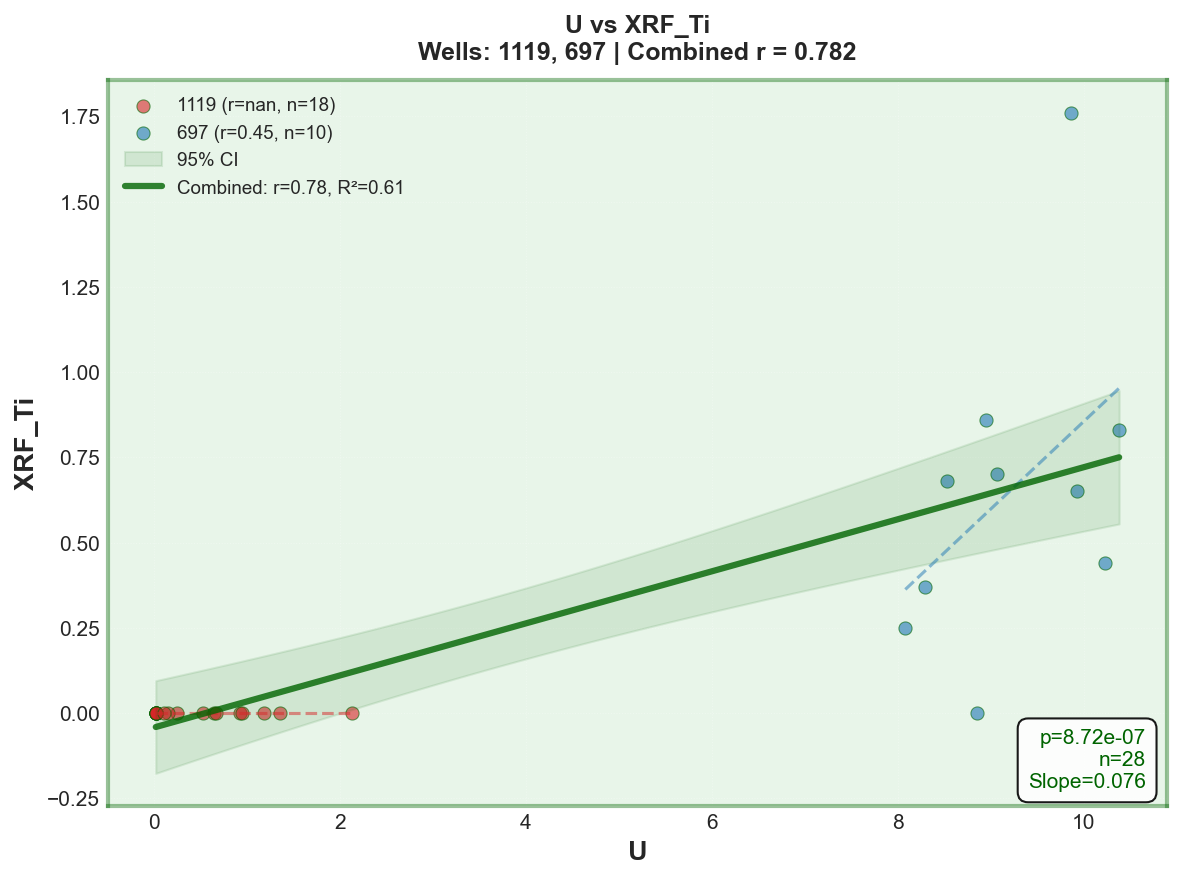 U vs XRF_Ti
Wells: 1119, 697 | Combined r = 0.782
1119 (r=nan, n=18)
697 (r=0.45, n=10)
95% CI
Combined: r=0.78, R²=0.61
XRF_Ti
1.75
1.50
1.25
1.00
0.75
0.50
0.25
0.00
−0.25
p=8.72e-07
n=28
Slope=0.076
0
2
4
6
8
10
U